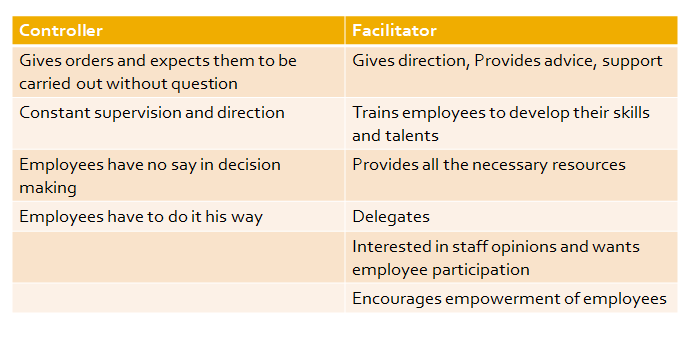 Controller
Facilitator
Gives orders and expects them to be
carried out without question
Gives direction, Provides advice, support
Constant supervision and direction
Trains employees to develop their skills
and talents
Employees have no say in decision
making
Provides all the necessary resources
Employees have to do it his way
Delegates
Interested in staff opinions and wants
employee participation
Encourages empowerment of employees